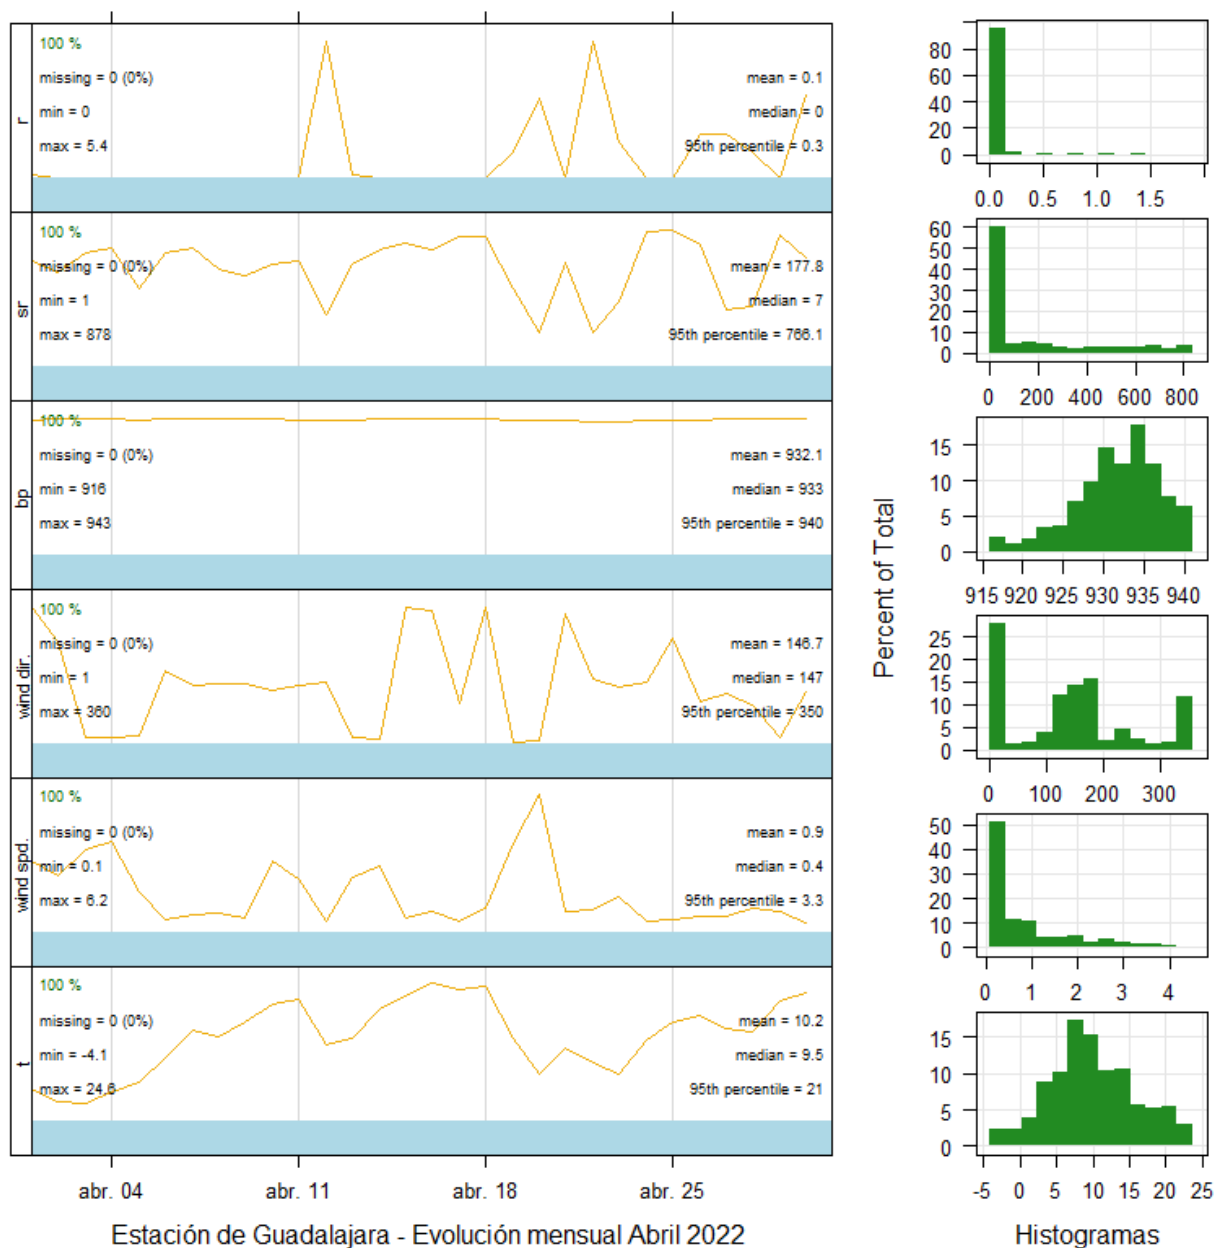 r
100 %
missing = 0 (0%)
min = 0
max = 5.4
mean = 0.1
median = 0
95th percentile = 0.3
sr
100 %
missing = 0 (0%)
min = 1
max = 878
mean = 177.8
median = 7
95th percentile = 766.1
bp
100 %
missing = 0 (0%)
min = 916
max = 943
mean = 932.1
median = 933
95th percentile = 940
wind dir.
100 %
missing = 0 (0%)
min = 1
max = 360
mean = 146.7
median = 147
95th percentile = 350
wind spd.
100 %
missing = 0 (0%)
min = 0.1
max = 6.2
mean = 0.9
median = 0.4
95th percentile = 3.3
t
100 %
missing = 0 (0%)
min = -4.1
max = 24.6
mean = 10.2
median = 9.5
95th percentile = 21
abr. 04 abr. 11 abr. 18 abr. 25
Estación de Guadalajara - Evolución mensual Abril 2022
Percent of Total
80
60
40
20
0
0.0 0.5 1.0 1.5
60
50
40
30
20
10
0
0 200 400 600 800
15
10
5
0
915 920 925 930 935 940
25
20
15
10
5
0
0 100 200 300
50
40
30
20
10
0
0 1 2 3 4
15
10
5
0
-5 0 5 10 15 20 25
Histogramas